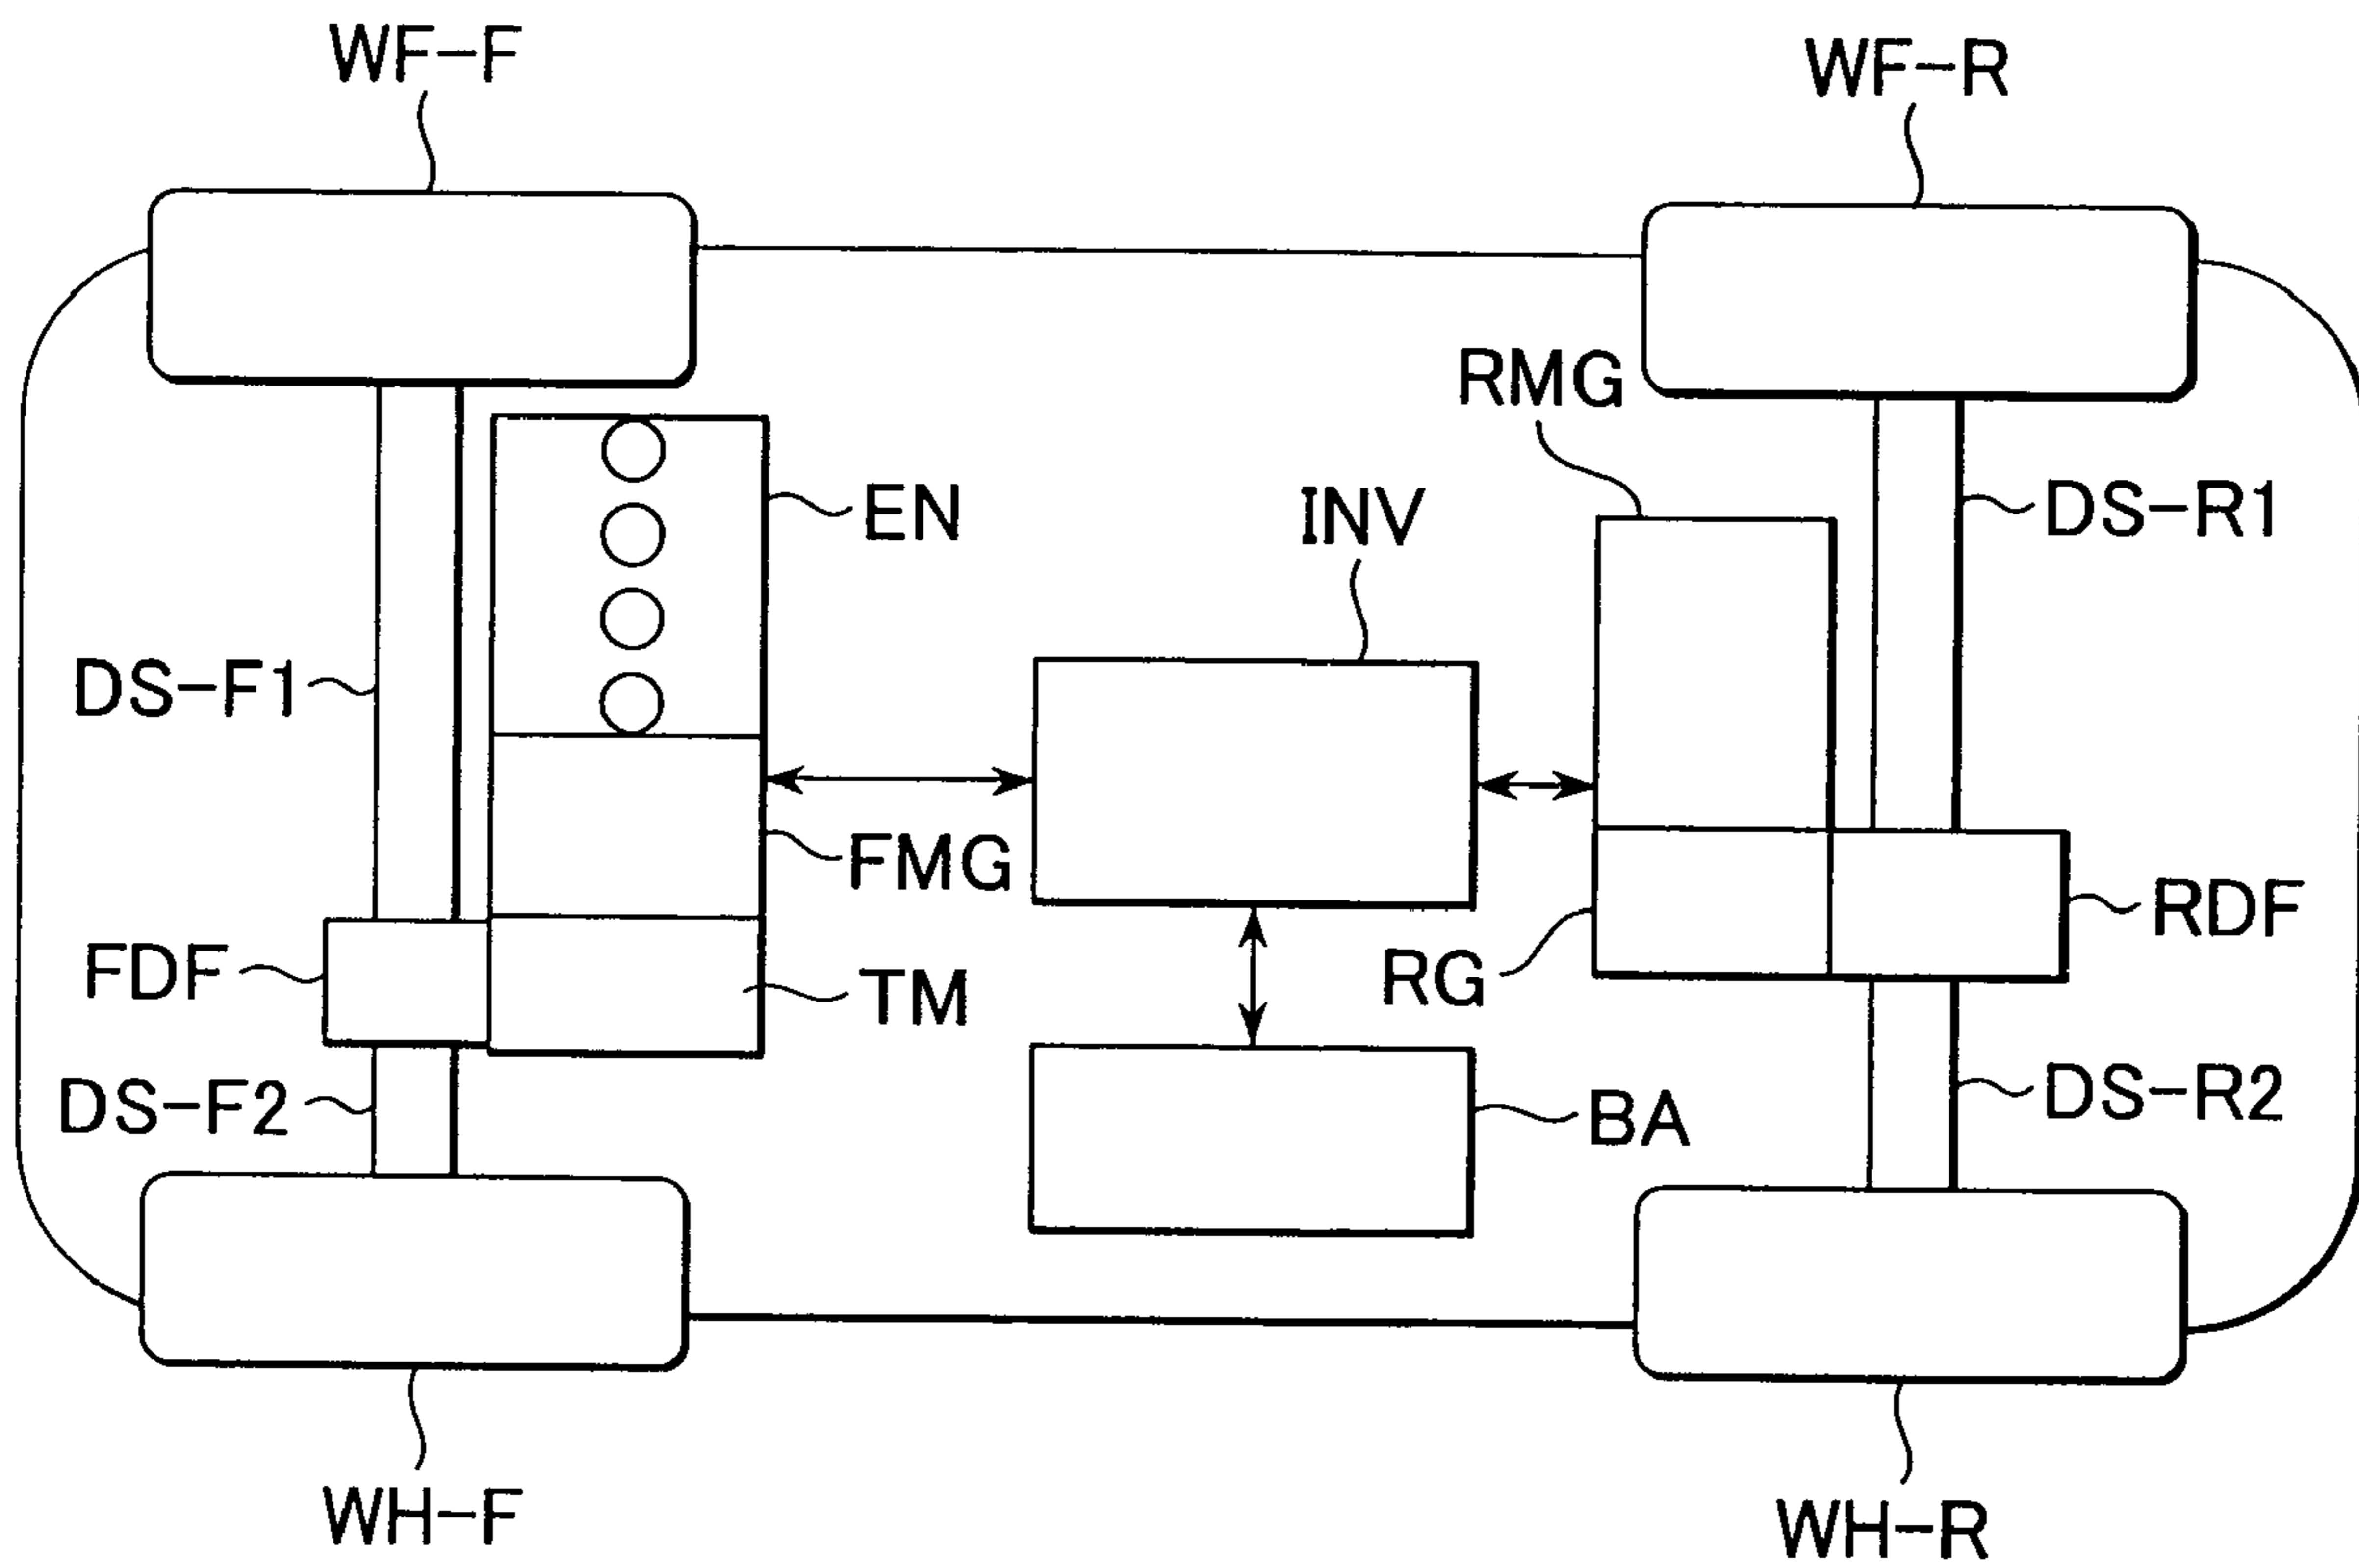 WF-F
WF-R
RMG
EN
INV
DS-R1
DS-F1
FMG
RDF
FDF
TM
RG
DS-F2
BA
DS-R2
WH-F
WH-R